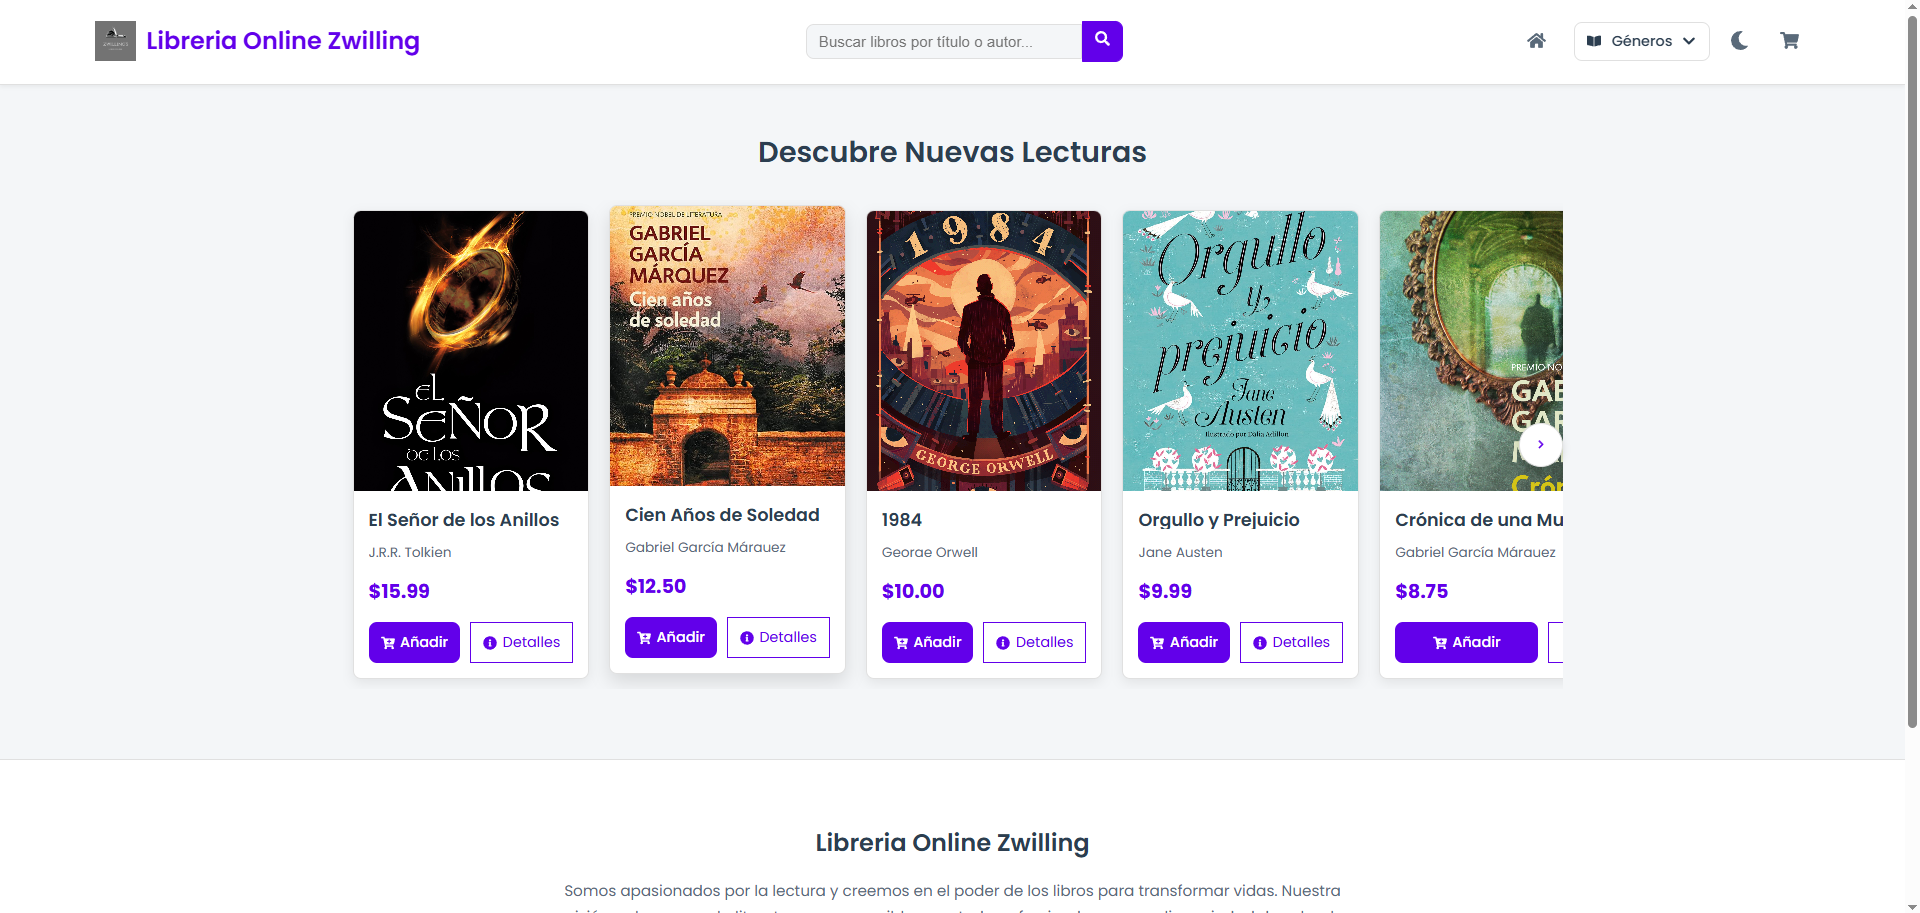 Libreria Online Zwilling
Buscar libros por título o autor...
Géneros
Descubre Nuevas Lecturas
EL
SEÑOR
DE LOS
ANILLOS
El Señor de los Anillos
J.R.R. Tolkien
$15.99
Añadir
Detalles
PREMIO NOBEL DE LITERATURA
GABRIEL
GARCÍA
MÁRQUEZ
Cien años
de soledad
Cien Años de Soledad
Gabriel García Márquez
$12.50
Añadir
Detalles
1984
GEORGE ORWELL
1984
George Orwell
$10.00
Añadir
Detalles
Orgullo
y
prejuicio
Jane
Austen
Ilustrado por Dàlia Adillon
Orgullo y Prejuicio
Jane Austen
$9.99
Añadir
Detalles
PREMIO NO
GAB
GAR
M
Crón
Crónica de una Mu
Gabriel García Márquez
$8.75
Añadir
Libreria Online Zwilling
Somos apasionados por la lectura y creemos en el poder de los libros para transformar vidas. Nuestra